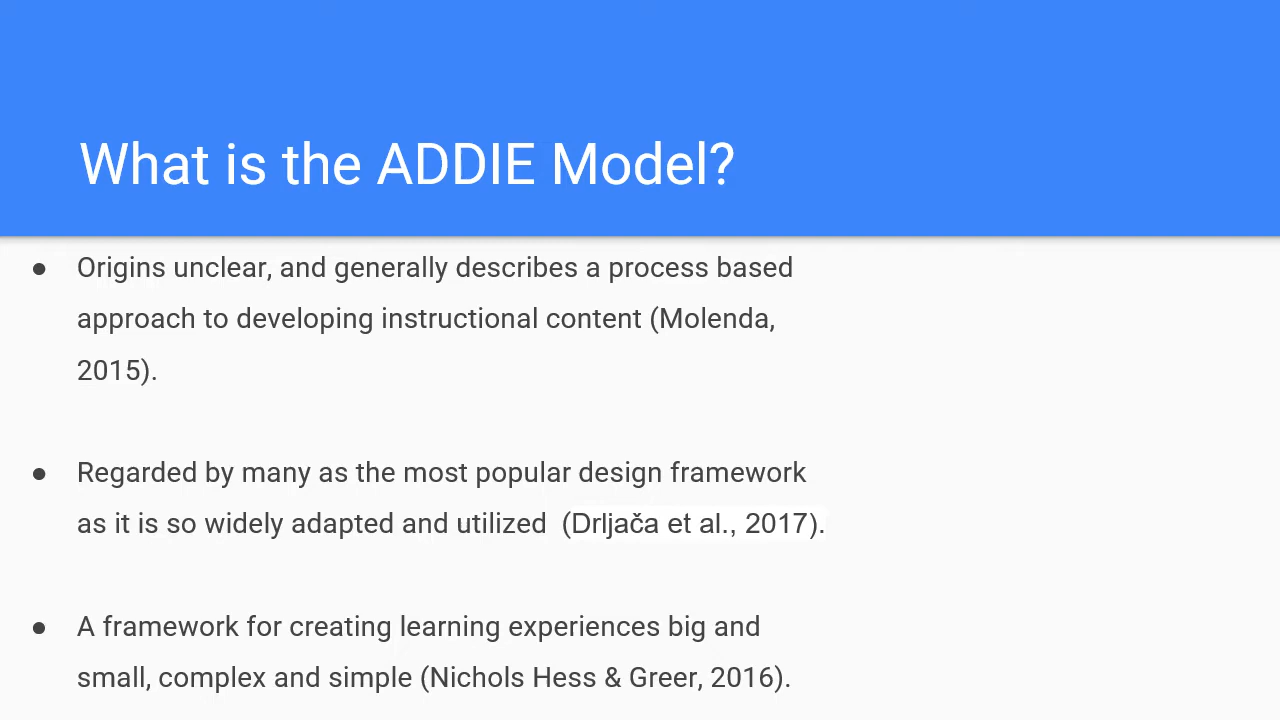 What is the ADDIE Model?
● Origins unclear, and generally describes a process based
approach to developing instructional content (Molenda,
2015).
● Regarded by many as the most popular design framework
as it is so widely adapted and utilized  (Drljača et al., 2017).
● A framework for creating learning experiences big and
small, complex and simple (Nichols Hess & Greer, 2016).